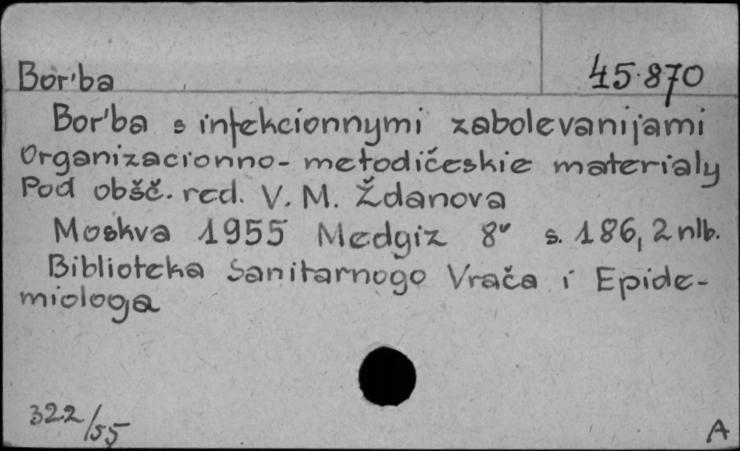 Bor'ba 45.870
Bor'ba s infekcionnymi zabolevanijami
Organizacionno-metodičeskie materialy
Pod obšč. red. V. M. Ždanova
Moskva 1955 Medgiz 8° s. 186, 2 nlb.
Biblioteka Sanitarnogo Vrača i Epide-
miologa
322/55
A